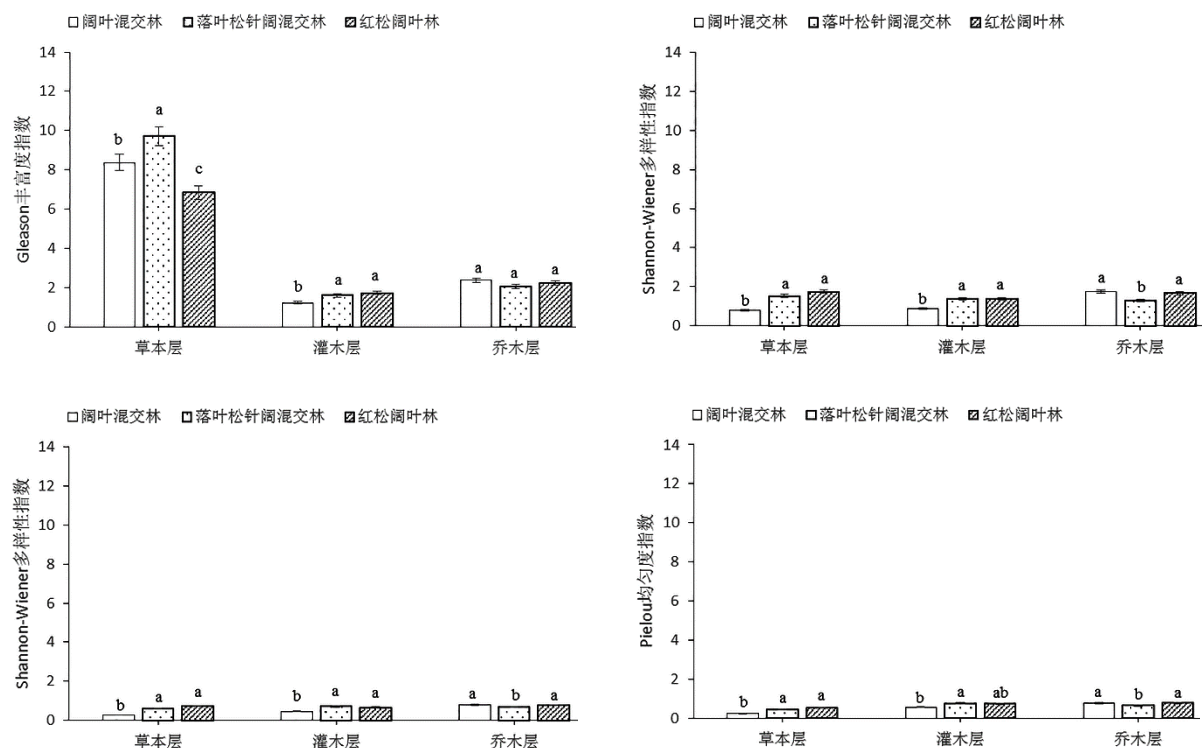 阔叶混交林 落叶松针阔混交林 红松阔叶林
Gleason丰富度指数
14
12
10
8
6
4
2
0
b a c
b a a
a a a
草本层 灌木层 乔木层
阔叶混交林 落叶松针阔混交林 红松阔叶林
Shannon-Wiener多样性指数
14
12
10
8
6
4
2
0
b a a
b a a
a b a
草本层 灌木层 乔木层
阔叶混交林 落叶松针阔混交林 红松阔叶林
Shannon-Wiener多样性指数
14
12
10
8
6
4
2
0
b a a
b a a
a b a
草本层 灌木层 乔木层
阔叶混交林 落叶松针阔混交林 红松阔叶林
Pielou均匀度指数
14
12
10
8
6
4
2
0
b a a
b a ab
a b a
草本层 灌木层 乔木层